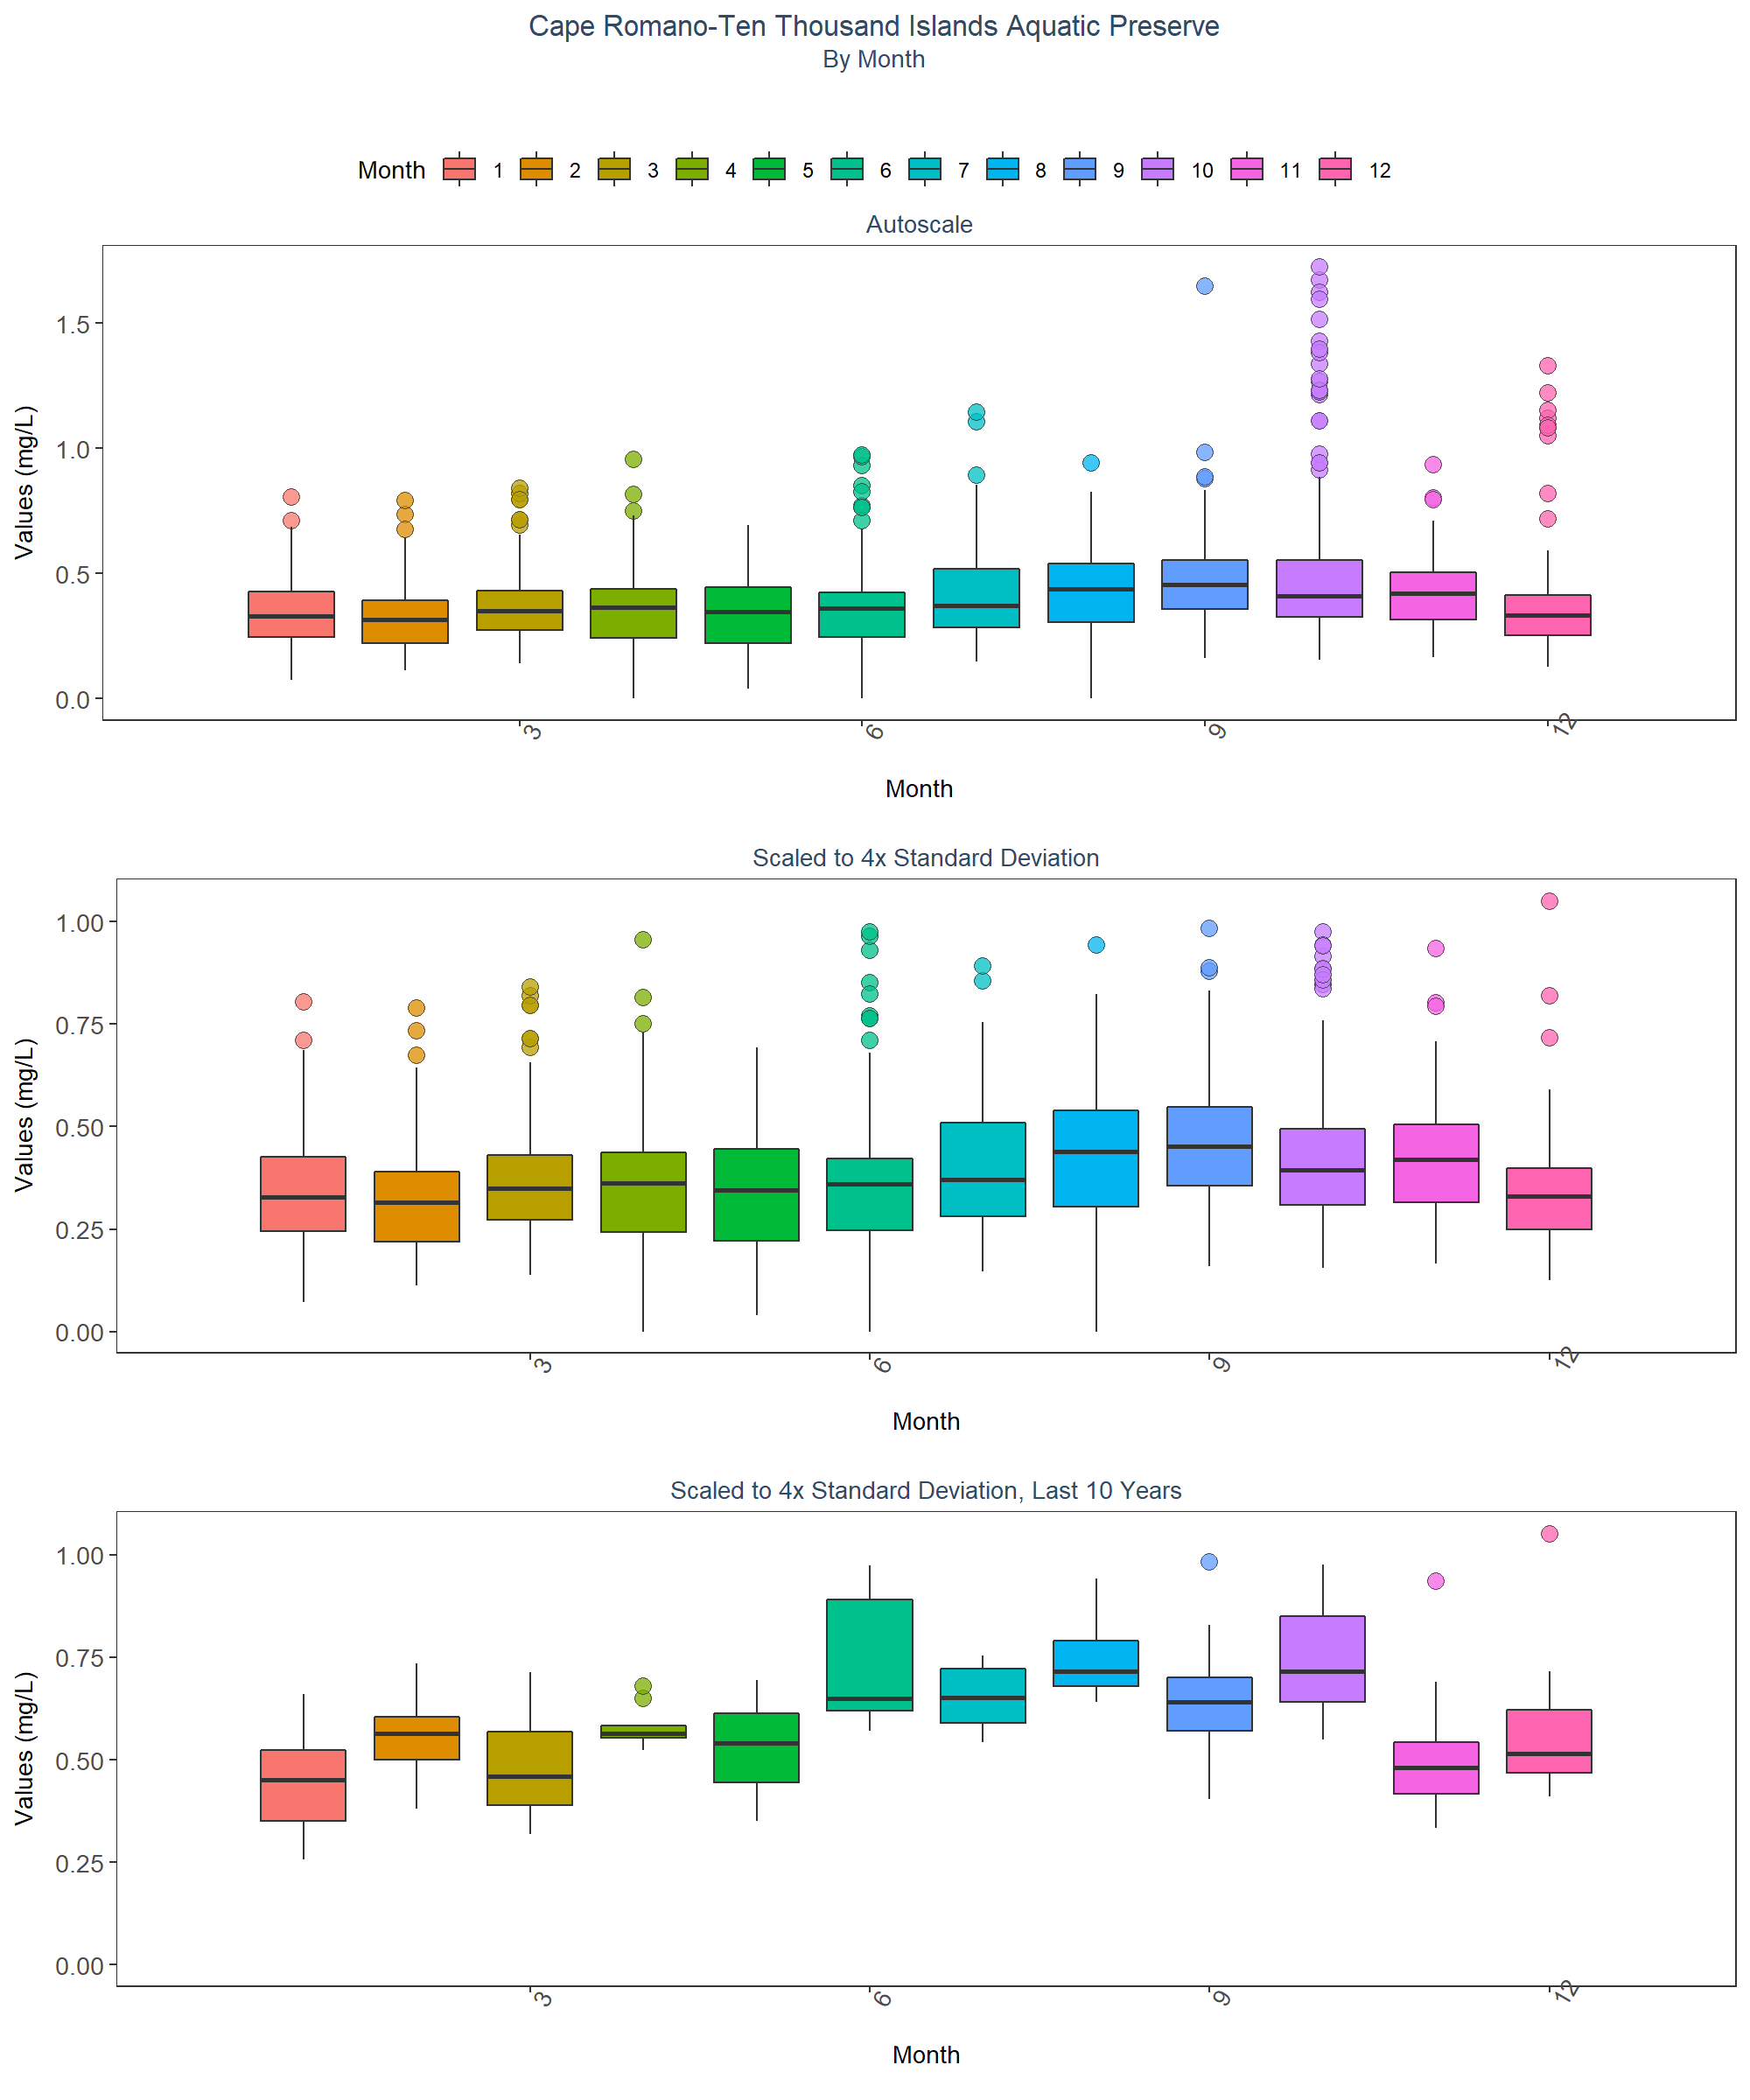 Cape Romano-Ten Thousand Islands Aquatic Preserve
By Month
Month 1 2 3 4 5 6 7 8 9 10 11 12
Autoscale
Values (mg/L)
1.5
1.0
0.5
0.0
3 6 9 12
Month
Scaled to 4x Standard Deviation
Values (mg/L)
1.00
0.75
0.50
0.25
0.00
3 6 9 12
Month
Scaled to 4x Standard Deviation, Last 10 Years
Values (mg/L)
1.00
0.75
0.50
0.25
0.00
3 6 9 12
Month